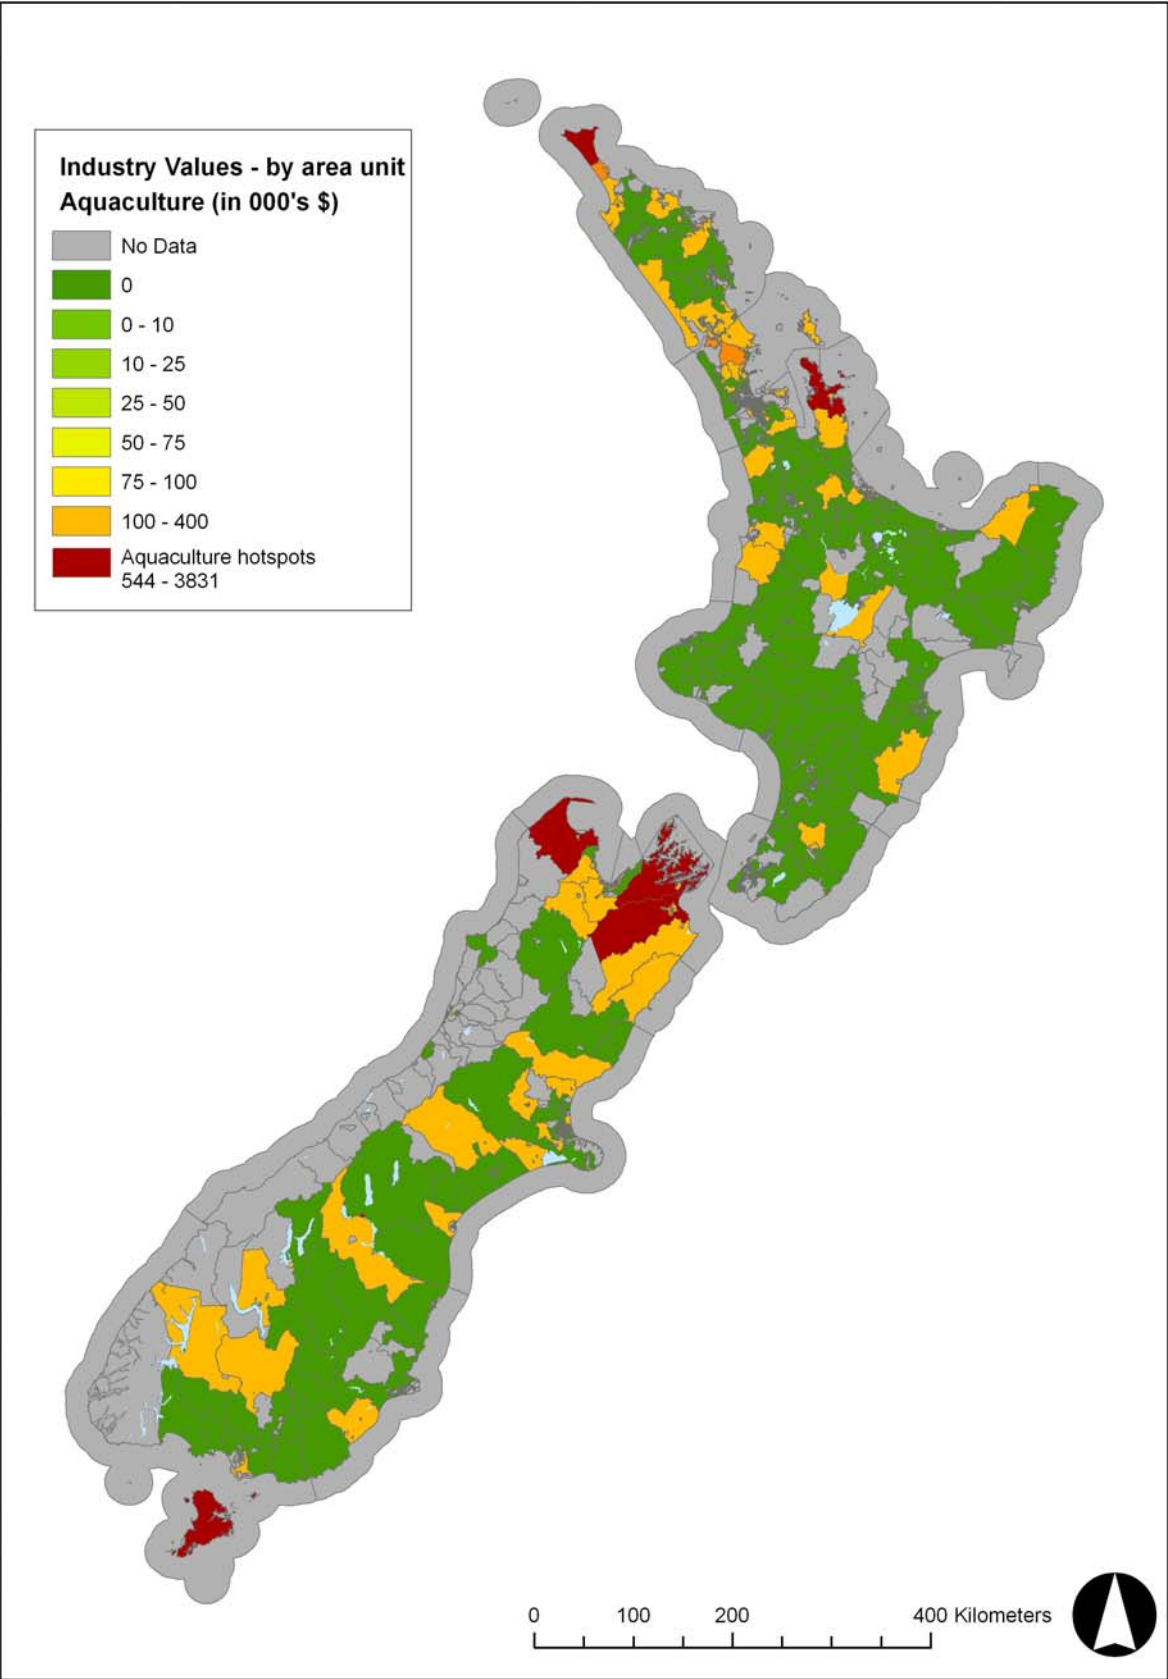 Industry Values - by area unit
Aquaculture (in 000's $)
No Data
0
0 - 10
10 - 25
25 - 50
50 - 75
75 - 100
100 - 400
Aquaculture hotspots
544 - 3831
0 100 200 400 Kilometers